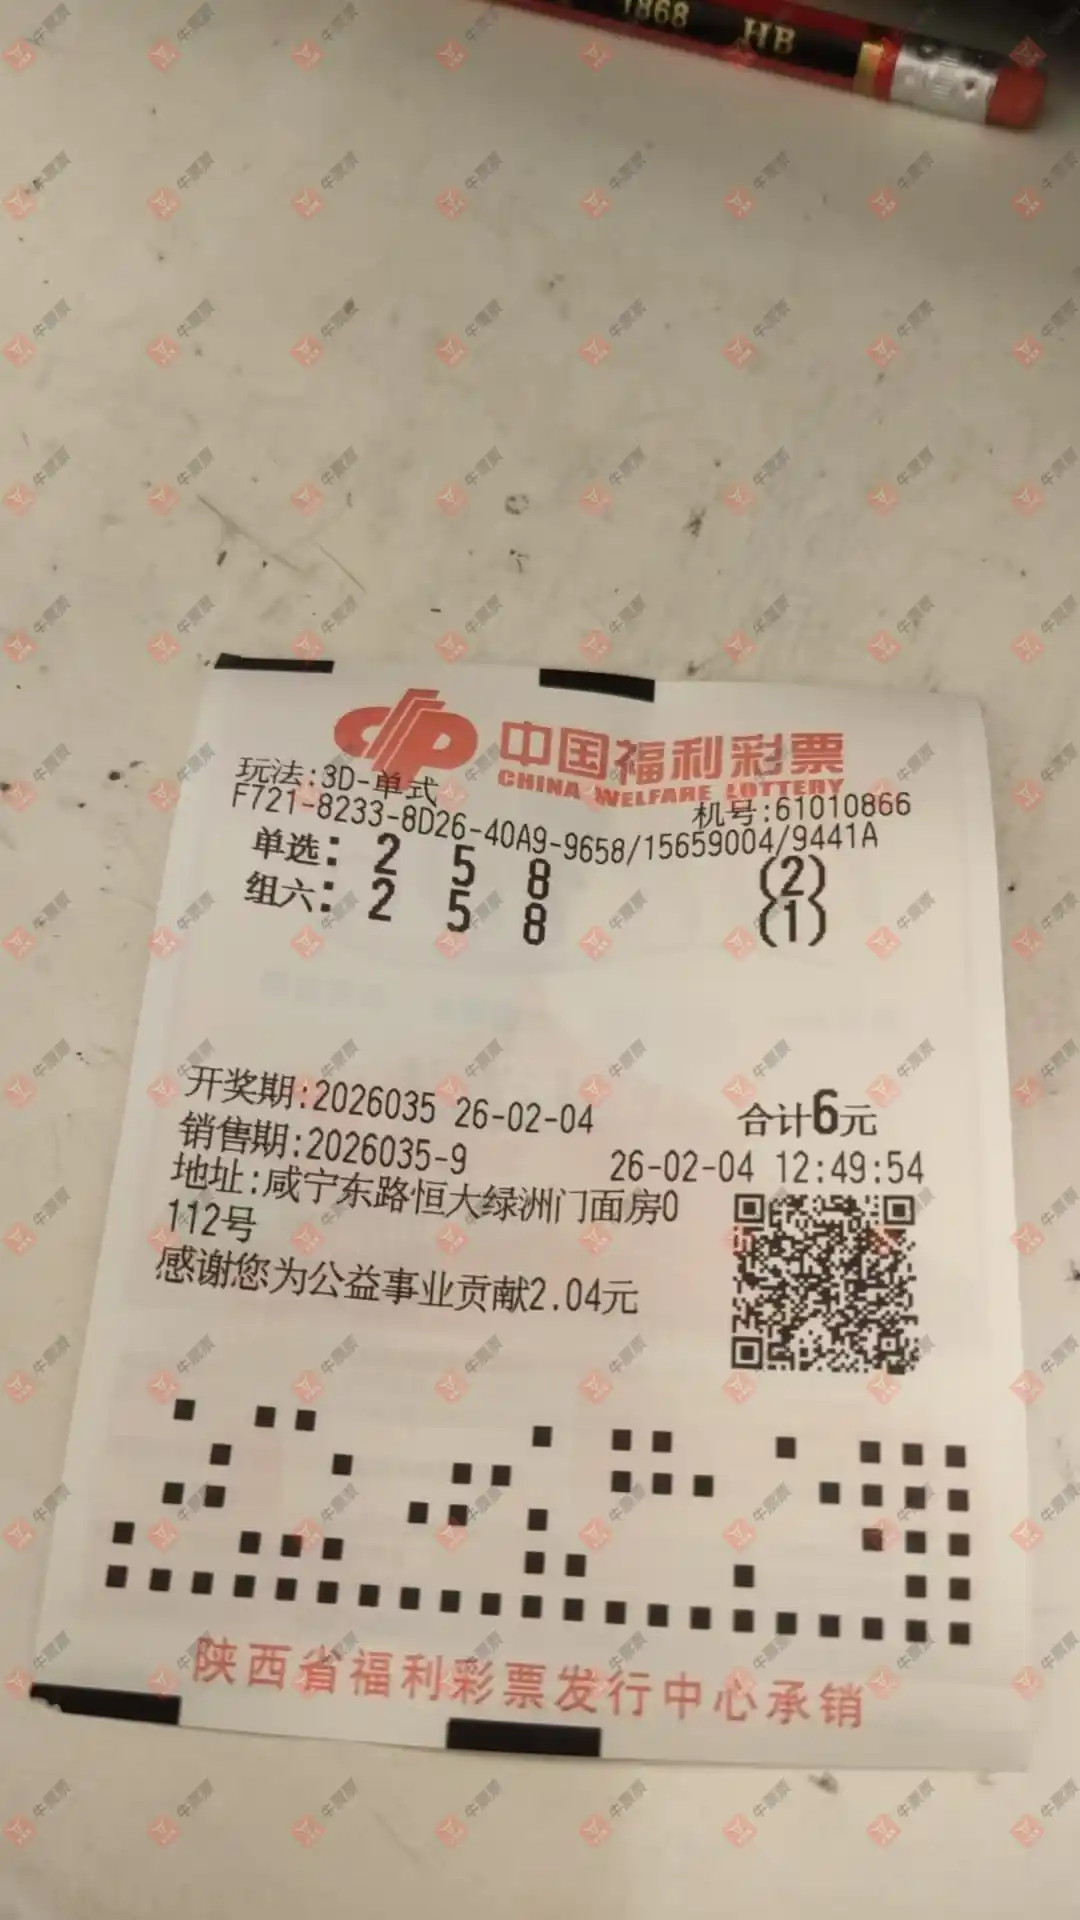 1868 HB
中国福利彩票
CHINA WELFARE LOTTERY
玩法:3D-单式
机号:61010866
F721-8233-8D26-40A9-9658/15659004/9441A
单选: 2 5 8 (2)
组六: 2 5 8 (1)
开奖期:2026035 26-02-04 合计6元
销售期:2026035-9 26-02-04 12:49:54
地址:咸宁东路恒大绿洲门面房0
112号
感谢您为公益事业贡献2.04元
陕西省福利彩票发行中心承销
牛票票